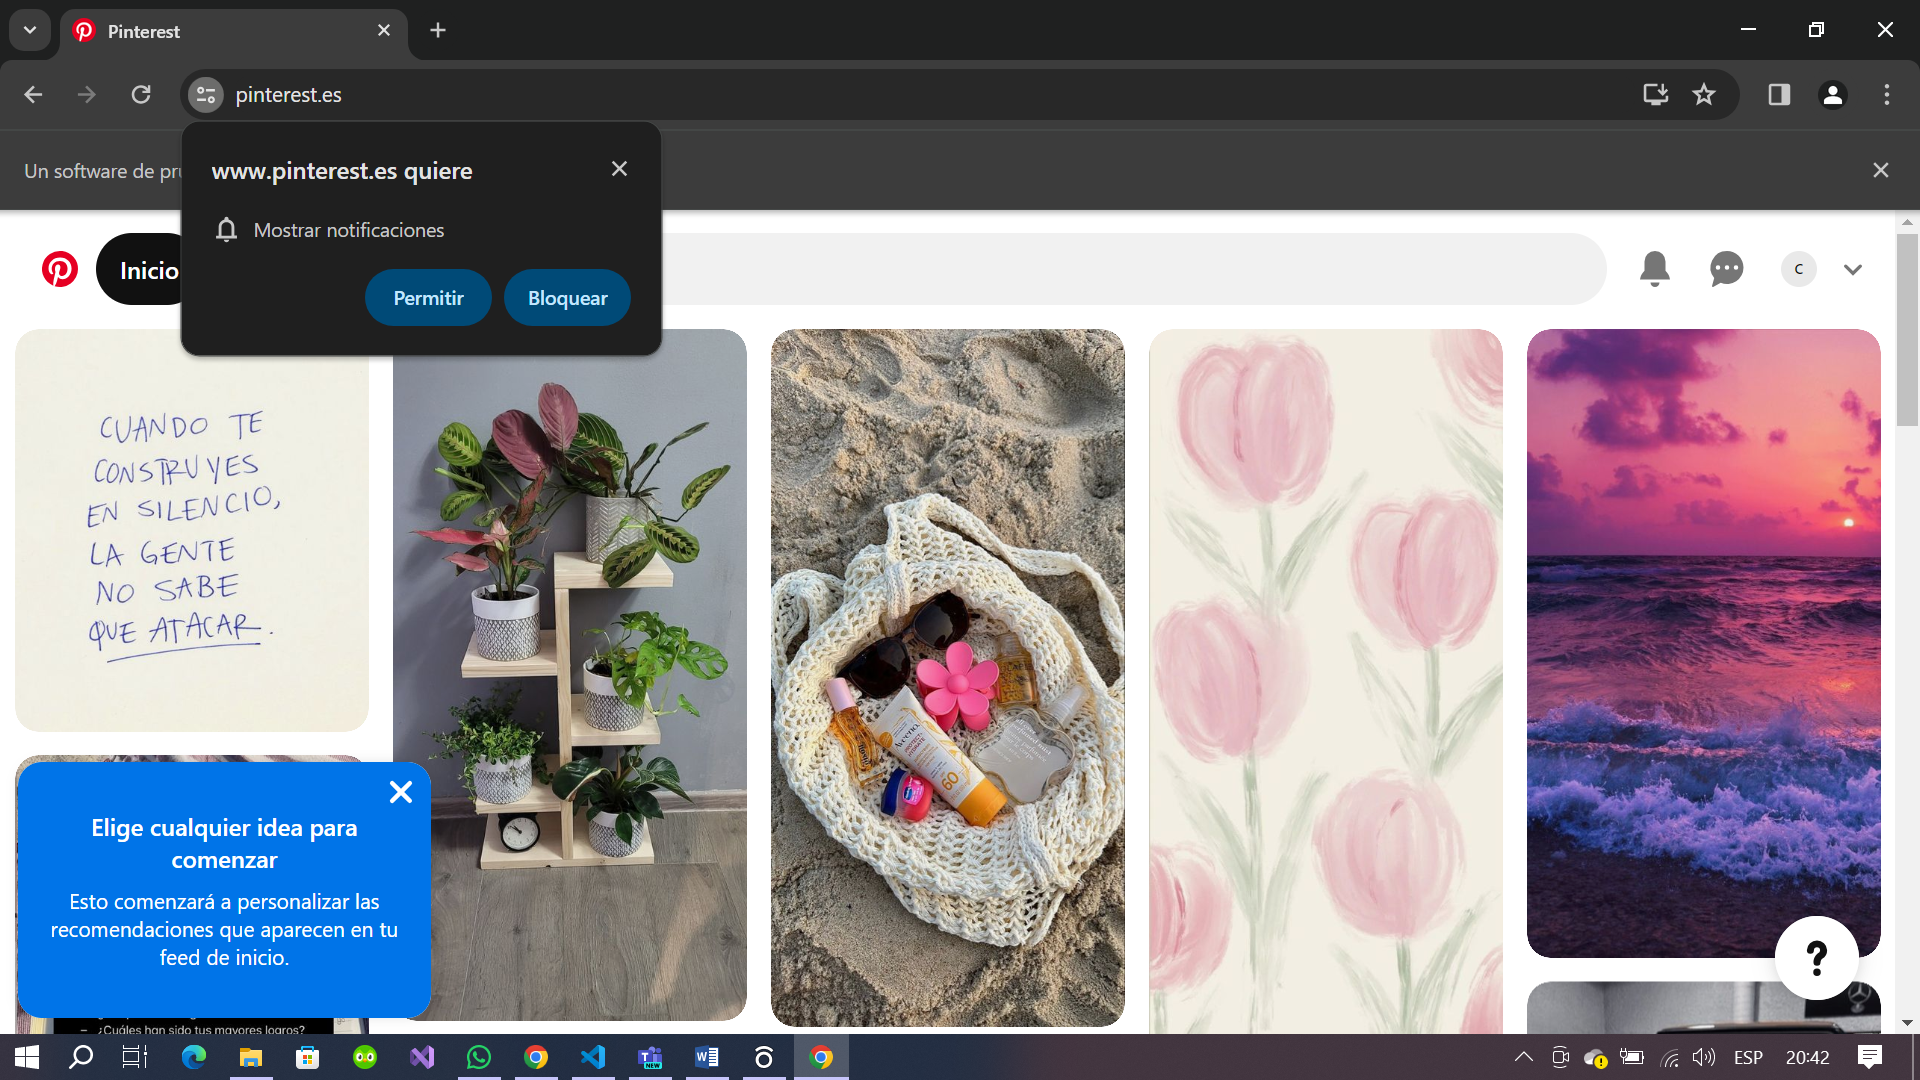 Pinterest
pinterest.es
Un software de pru
www.pinterest.es quiere
Mostrar notificaciones
Permitir
Bloquear
Inicio
C
CUANDO TE
CONSTRUYES
EN SILENCIO,
LA GENTE
NO SABE
QUE ATACAR.
60
Elige cualquier idea para
comenzar
Esto comenzará a personalizar las
recomendaciones que aparecen en tu
feed de inicio.
?
– ¿Cuáles han sido tus mayores logros?
NEW
ESP
20:42